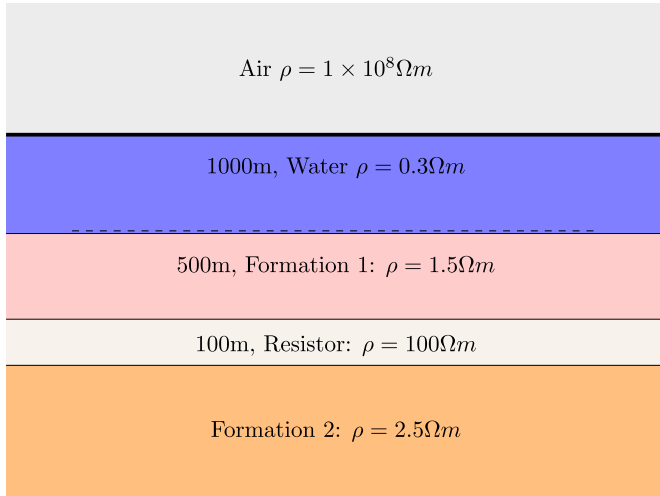 Air ρ = 1 × 10⁸Ωm
1000m, Water ρ = 0.3Ωm
500m, Formation 1: ρ = 1.5Ωm
100m, Resistor: ρ = 100Ωm
Formation 2: ρ = 2.5Ωm